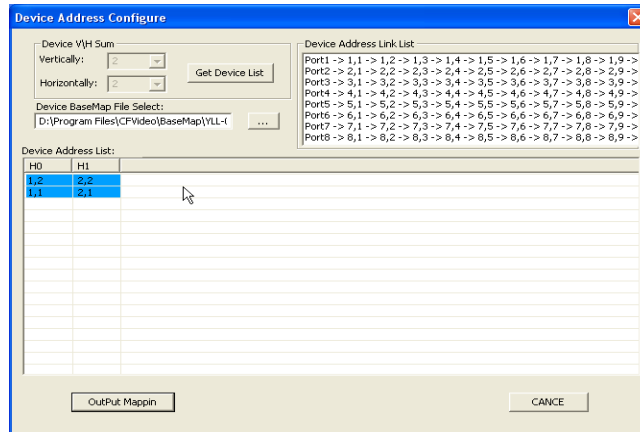 Device Address Configure
Device V\H Sum
Vertically: 2
Horizontally: 2
Get Device List
Device BaseMap File Select:
D:\Program Files\CFVideo\BaseMap\YLL-(
...
Device Address Link List
Port1 -> 1,1 -> 1,2 -> 1,3 -> 1,4 -> 1,5 -> 1,6 -> 1,7 -> 1,8 -> 1,9 ->
Port2 -> 2,1 -> 2,2 -> 2,3 -> 2,4 -> 2,5 -> 2,6 -> 2,7 -> 2,8 -> 2,9 ->
Port3 -> 3,1 -> 3,2 -> 3,3 -> 3,4 -> 3,5 -> 3,6 -> 3,7 -> 3,8 -> 3,9 ->
Port4 -> 4,1 -> 4,2 -> 4,3 -> 4,4 -> 4,5 -> 4,6 -> 4,7 -> 4,8 -> 4,9 ->
Port5 -> 5,1 -> 5,2 -> 5,3 -> 5,4 -> 5,5 -> 5,6 -> 5,7 -> 5,8 -> 5,9 ->
Port6 -> 6,1 -> 6,2 -> 6,3 -> 6,4 -> 6,5 -> 6,6 -> 6,7 -> 6,8 -> 6,9 ->
Port7 -> 7,1 -> 7,2 -> 7,3 -> 7,4 -> 7,5 -> 7,6 -> 7,7 -> 7,8 -> 7,9 ->
Port8 -> 8,1 -> 8,2 -> 8,3 -> 8,4 -> 8,5 -> 8,6 -> 8,7 -> 8,8 -> 8,9 ->
Device Address List:
H0 H1
1,2 2,2
1,1 2,1
OutPut Mappin
CANCE